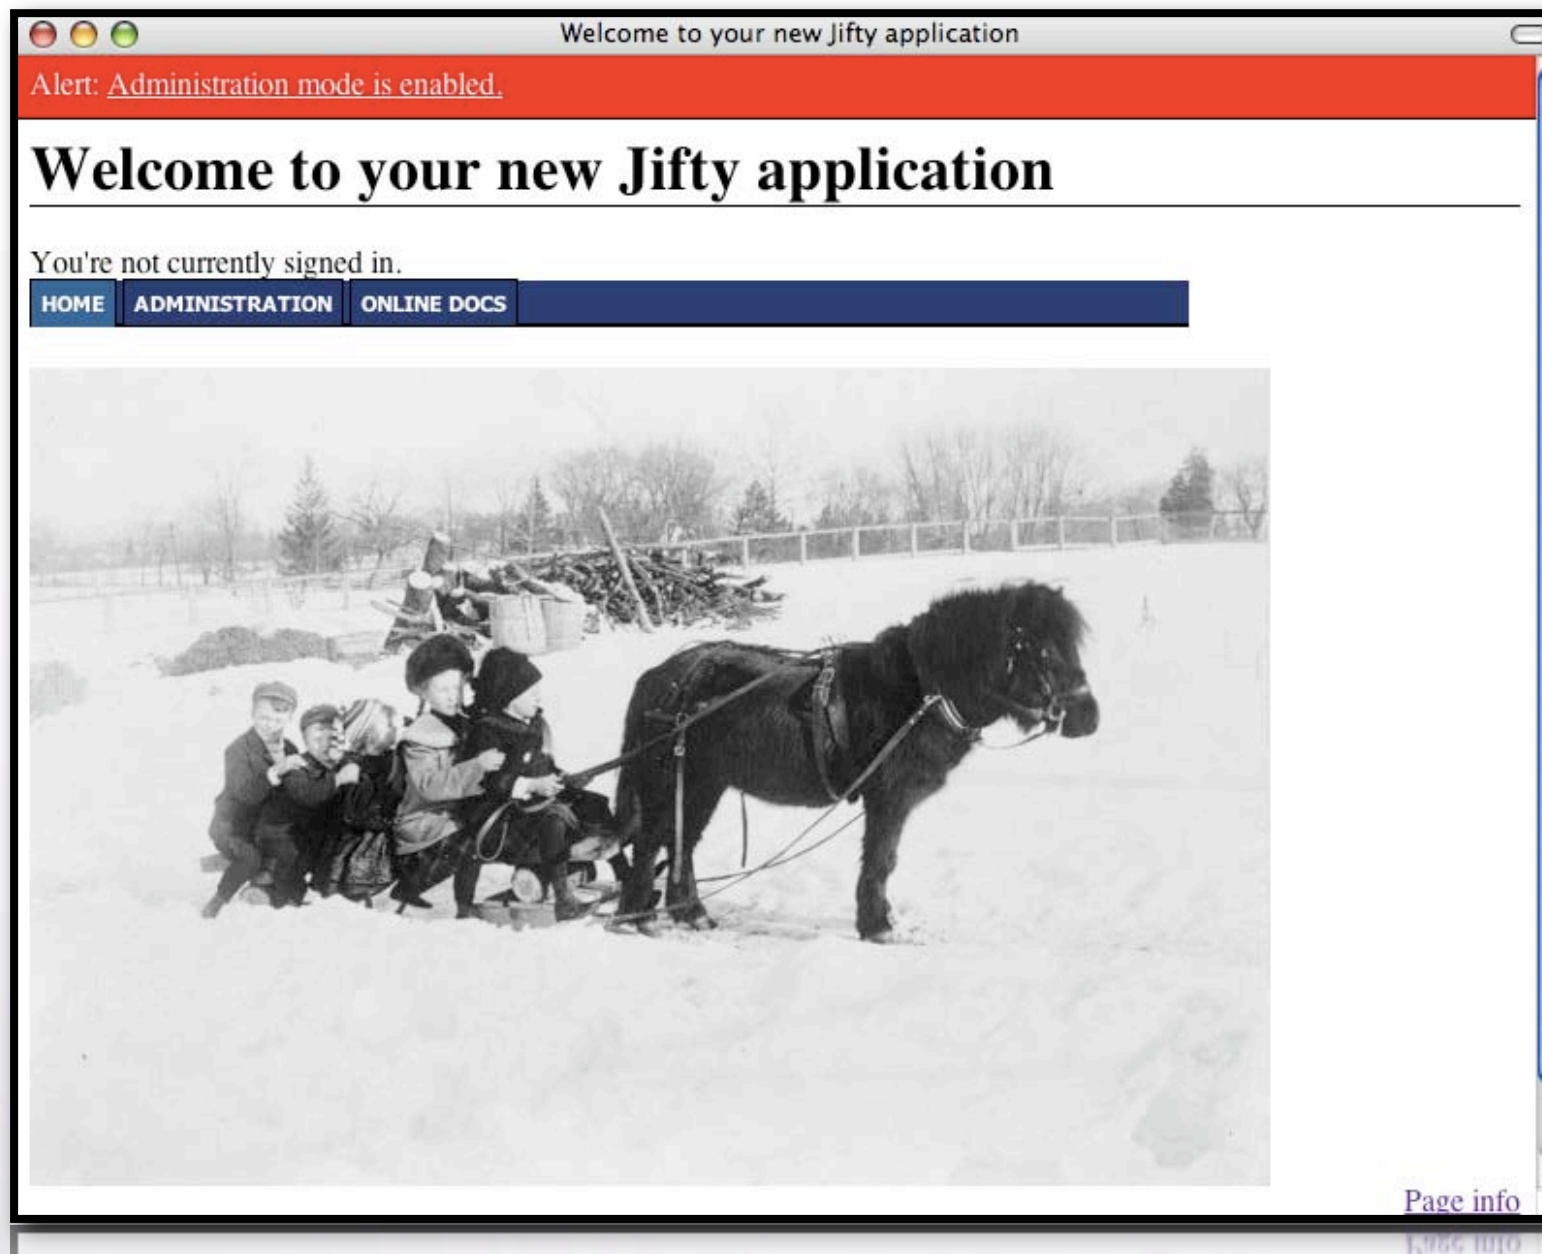 Welcome to your new Jifty application
Alert: Administration mode is enabled.
Welcome to your new Jifty application
You're not currently signed in.
HOME ADMINISTRATION ONLINE DOCS
Page info